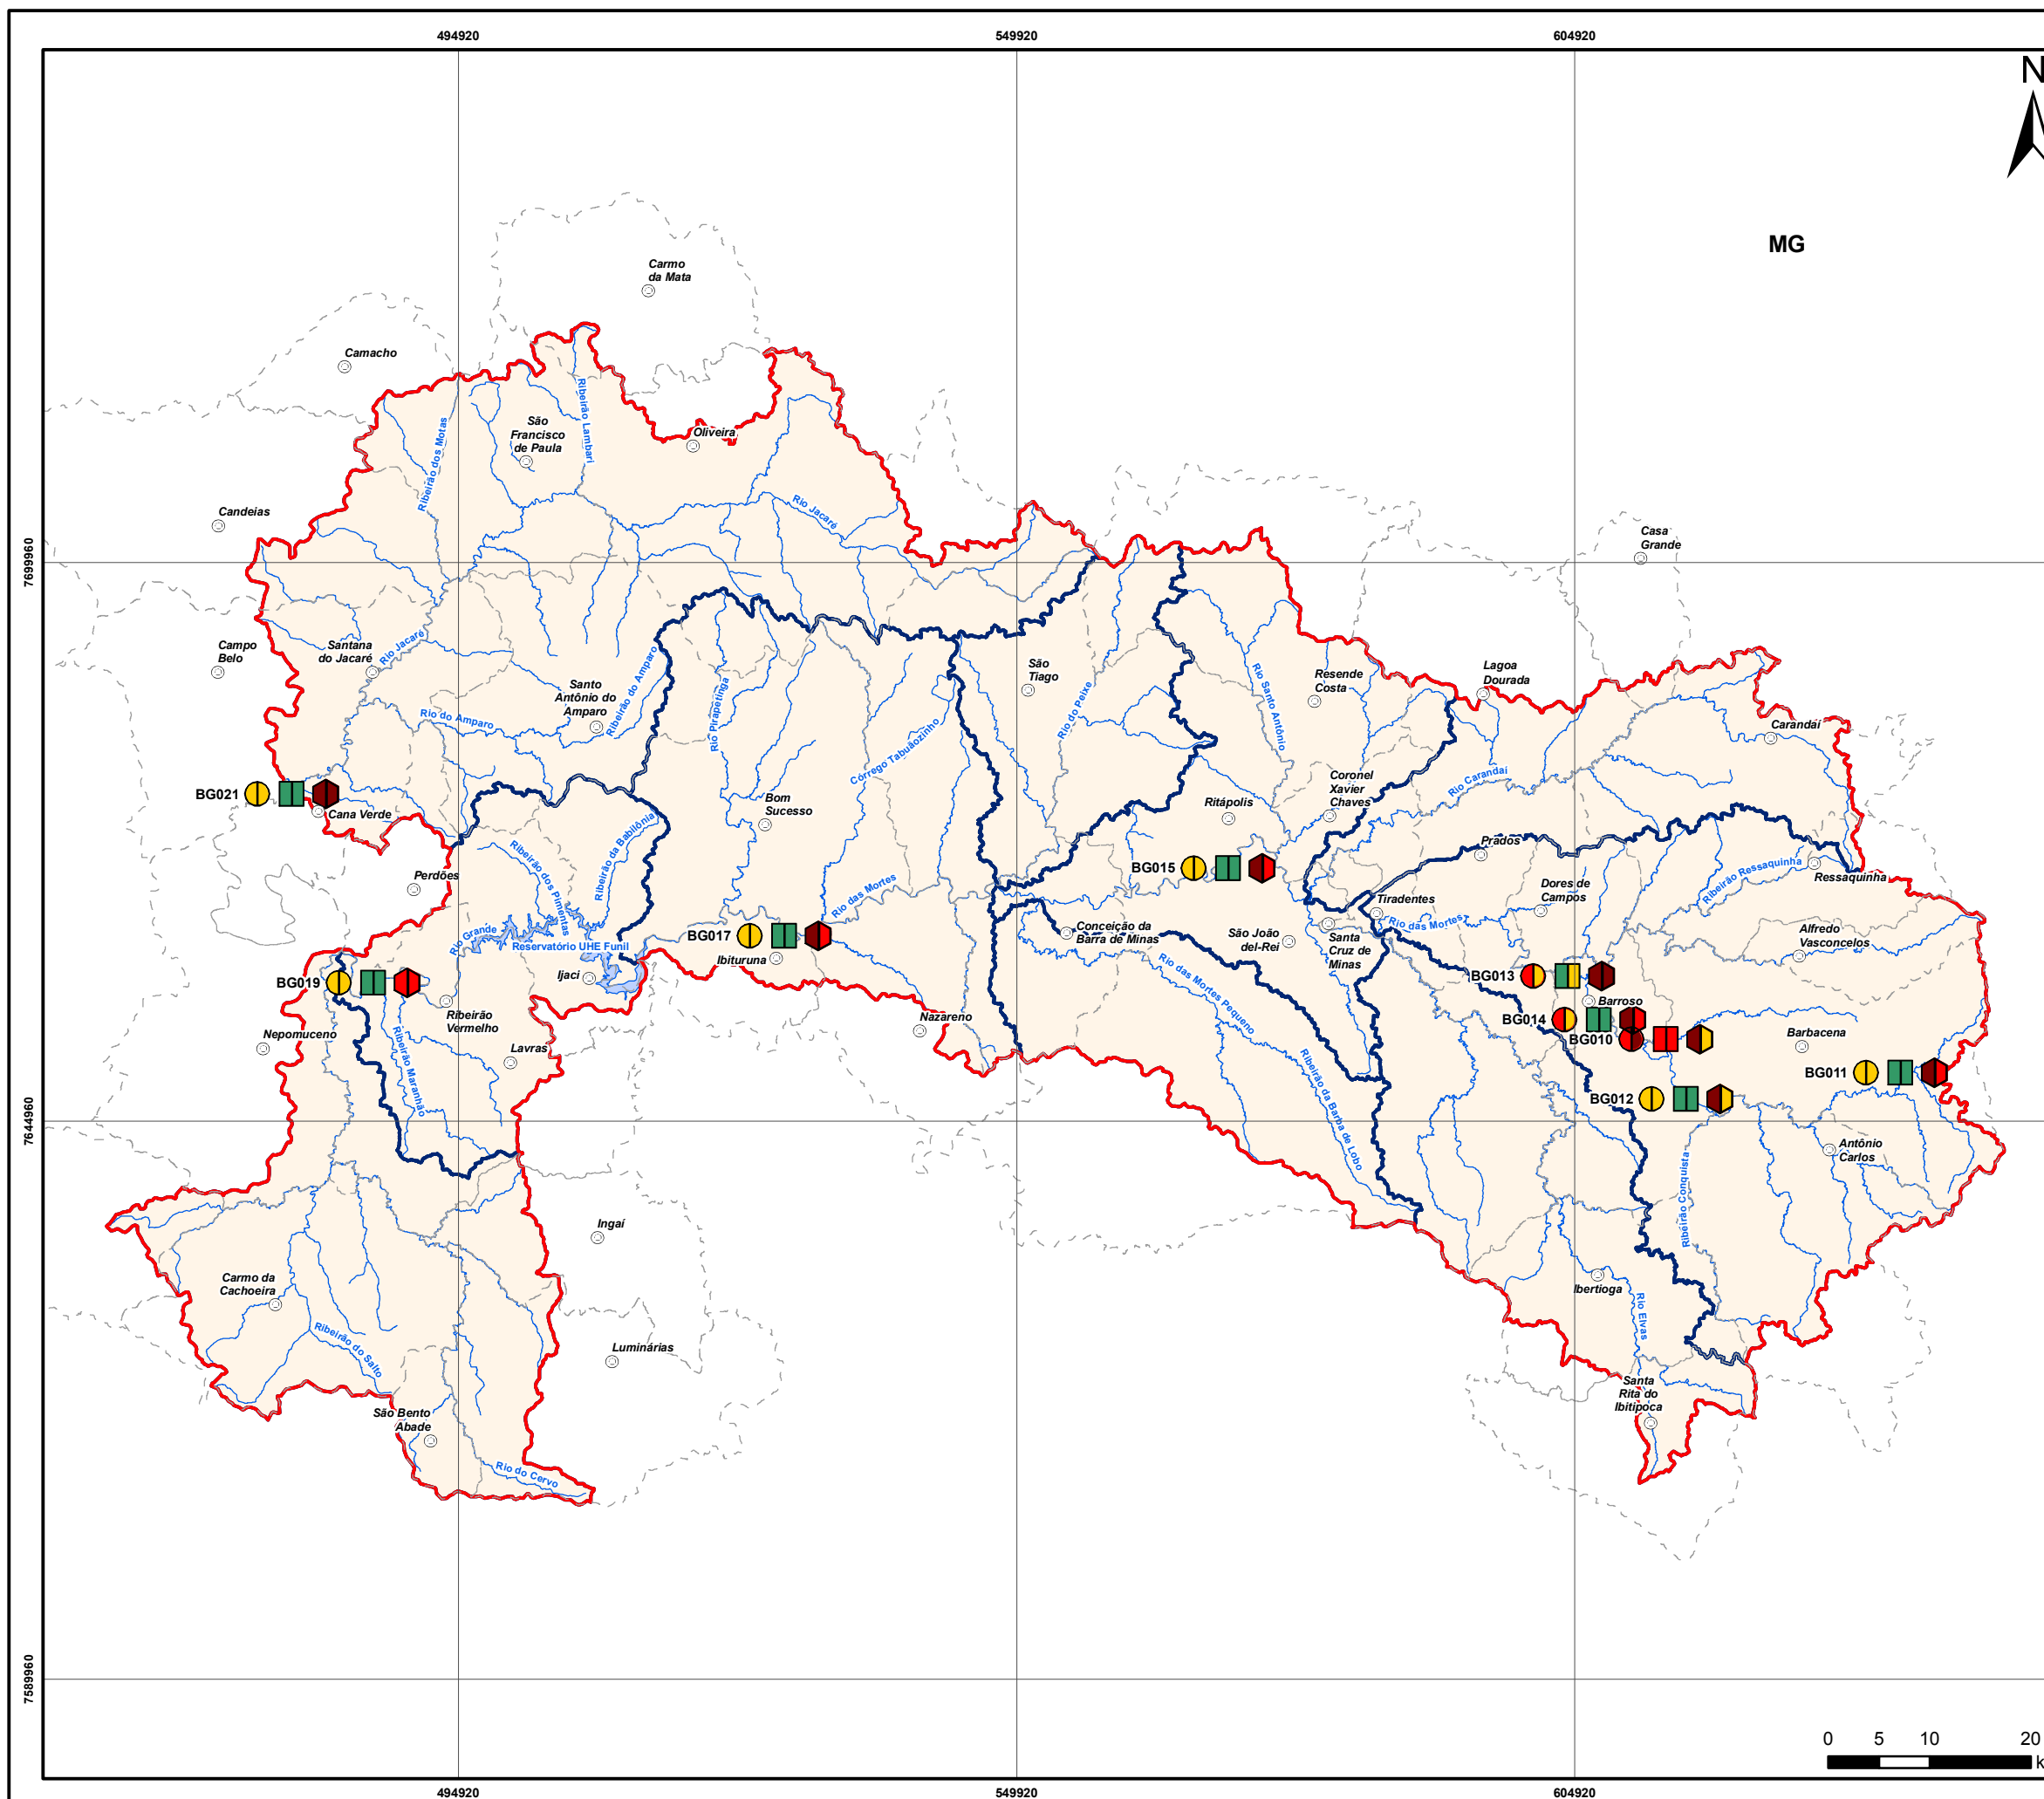 494920
549920
604920
N
MG
Carmo
da Mata
Camacho
São
Francisco
de Paula
Ribeirão Lambari
Ribeirão dos Motas
Oliveira
Rio Jacaré
Candeias
Casa
Grande
7699960
Campo
Belo
Santana
do Jacaré
Rio Jacaré
Santo
Antônio do
Amparo
Ribeirão do Amparo
Rio do Amparo
Rio Pirapetinga
Córrego Tabuãozinho
São
Tiago
Rio do Peixe
Rio Santo Antônio
Resende
Costa
Lagoa
Dourada
Carandaí
Rio Carandaí
BG021
Cana Verde
Bom
Sucesso
Ritápolis
Coronel
Xavier
Chaves
Prados
Ribeirão da Babilônia
Ribeirão dos Pimentas
Perdões
BG015
Ribeirão Ressaquinha
Ressaquinha
Rio das Mortes
Dores de
Campos
Tiradentes
Rio das Mortes
Rio Grande
Reservatório UHE Funil
BG017
Ibituruna
Conceição da
Barra de Minas
São João
del-Rei
Santa
Cruz de
Minas
Alfredo
Vasconcelos
Ijaci
BG019
Ribeirão
Vermelho
Rio das Mortes Pequeno
BG013
Barroso
BG014
BG010
Barbacena
Nazareno
Nepomuceno
Lavras
Ribeirão Maranhão
Ribeirão da Barba de Lobo
BG011
BG012
7644960
Antônio
Carlos
Ribeirão Conquista
Ingaí
Carmo da
Cachoeira
Ibertioga
Rio Elvas
Ribeirão do Salto
Luminárias
Santa
Rita do
Ibitipoca
São Bento
Abade
Rio do Cervo
7589960
0 5 10 20
k
494920
549920
604920